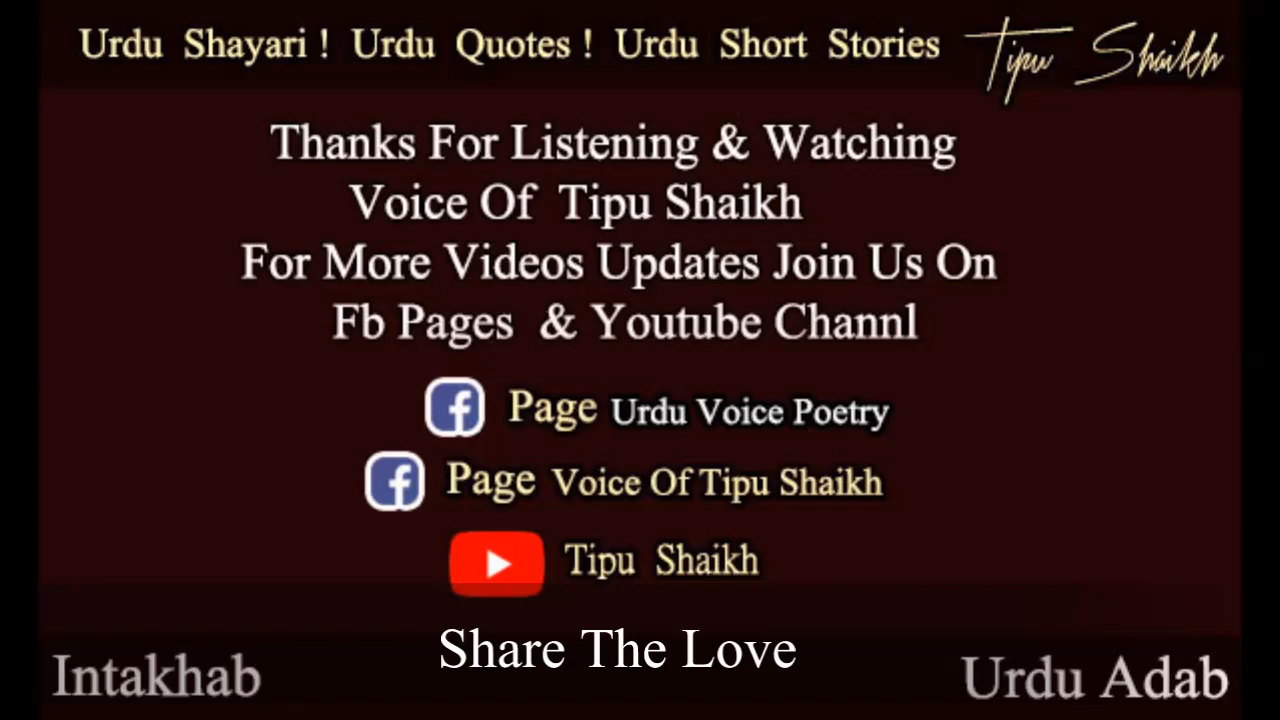 Urdu Shayari ! Urdu Quotes ! Urdu Short Stories Tipu Shaikh
Thanks For Listening & Watching
Voice Of Tipu Shaikh
For More Videos Updates Join Us On
Fb Pages & Youtube Channl
Page Urdu Voice Poetry
Page Voice Of Tipu Shaikh
Tipu Shaikh
Share The Love
Intakhab Urdu Adab